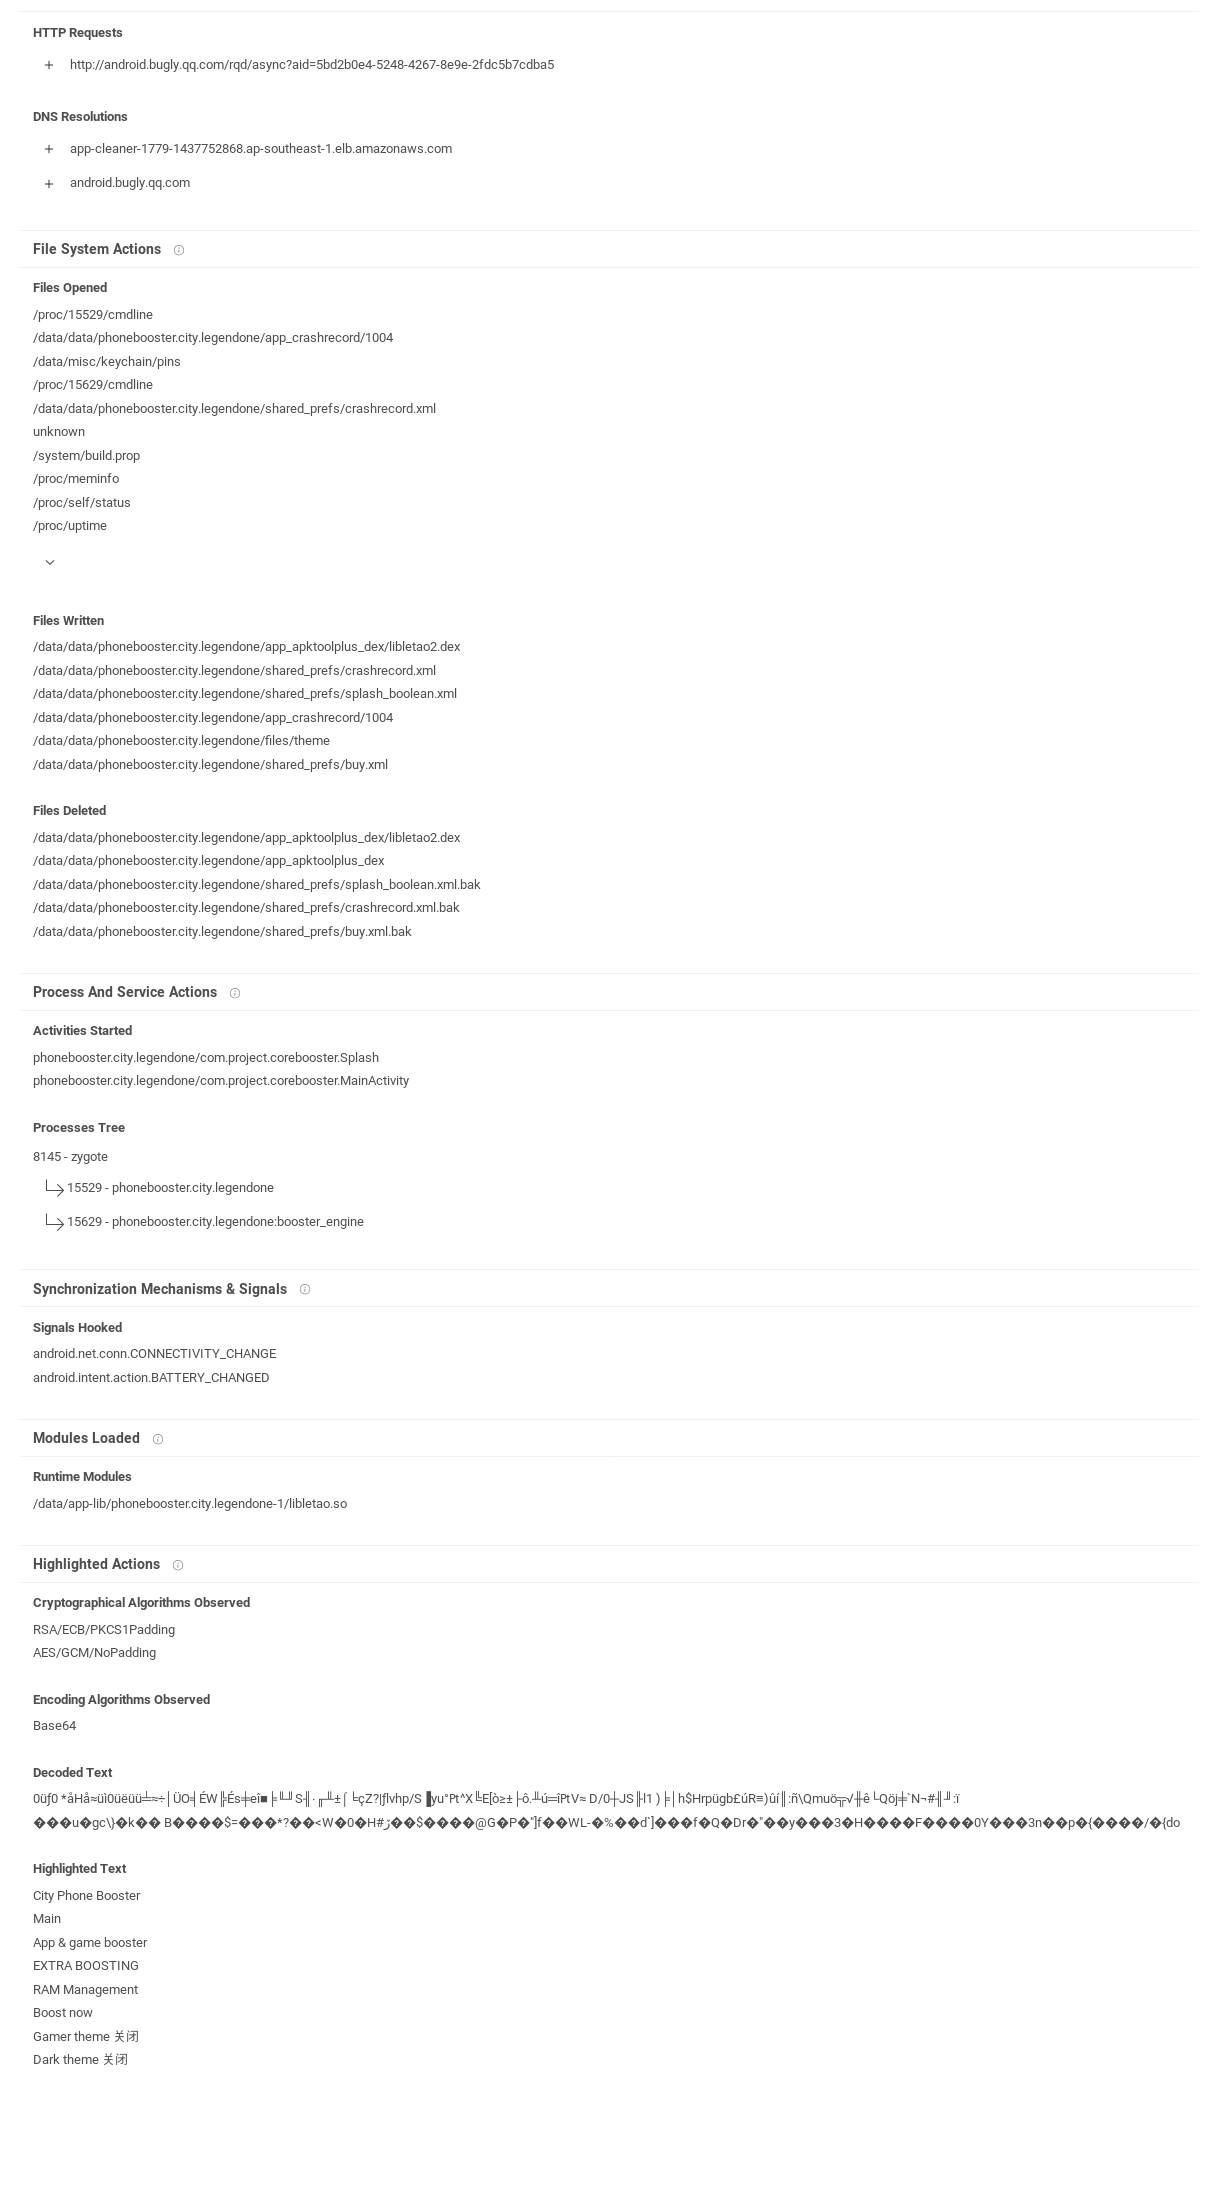 HTTP Requests
+ http://android.bugly.qq.com/rqd/async?aid=5bd2b0e4-5248-4267-8e9e-2fdc5b7cdba5
DNS Resolutions
+ app-cleaner-1779-1437752868.ap-southeast-1.elb.amazonaws.com
+ android.bugly.qq.com
File System Actions
Files Opened
/proc/15529/cmdline
/data/data/phonebooster.city.legendone/app_crashrecord/1004
/data/misc/keychain/pins
/proc/15629/cmdline
/data/data/phonebooster.city.legendone/shared_prefs/crashrecord.xml
unknown
/system/build.prop
/proc/meminfo
/proc/self/status
/proc/uptime
Files Written
/data/data/phonebooster.city.legendone/app_apktoolplus_dex/libletao2.dex
/data/data/phonebooster.city.legendone/shared_prefs/crashrecord.xml
/data/data/phonebooster.city.legendone/shared_prefs/splash_boolean.xml
/data/data/phonebooster.city.legendone/app_crashrecord/1004
/data/data/phonebooster.city.legendone/files/theme
/data/data/phonebooster.city.legendone/shared_prefs/buy.xml
Files Deleted
/data/data/phonebooster.city.legendone/app_apktoolplus_dex/libletao2.dex
/data/data/phonebooster.city.legendone/app_apktoolplus_dex
/data/data/phonebooster.city.legendone/shared_prefs/splash_boolean.xml.bak
/data/data/phonebooster.city.legendone/shared_prefs/crashrecord.xml.bak
/data/data/phonebooster.city.legendone/shared_prefs/buy.xml.bak
Process And Service Actions
Activities Started
phonebooster.city.legendone/com.project.corebooster.Splash
phonebooster.city.legendone/com.project.corebooster.MainActivity
Processes Tree
8145 - zygote
15529 - phonebooster.city.legendone
15629 - phonebooster.city.legendone:booster_engine
Synchronization Mechanisms & Signals
Signals Hooked
android.net.conn.CONNECTIVITY_CHANGE
android.intent.action.BATTERY_CHANGED
Modules Loaded
Runtime Modules
/data/app-lib/phonebooster.city.legendone-1/libletao.so
Highlighted Actions
Cryptographical Algorithms Observed
RSA/ECB/PKCS1Padding
AES/GCM/NoPadding
Encoding Algorithms Observed
Base64
Decoded Text
Highlighted Text
City Phone Booster
Main
App & game booster
EXTRA BOOSTING
RAM Management
Boost now
Gamer theme 关闭
Dark theme 关闭